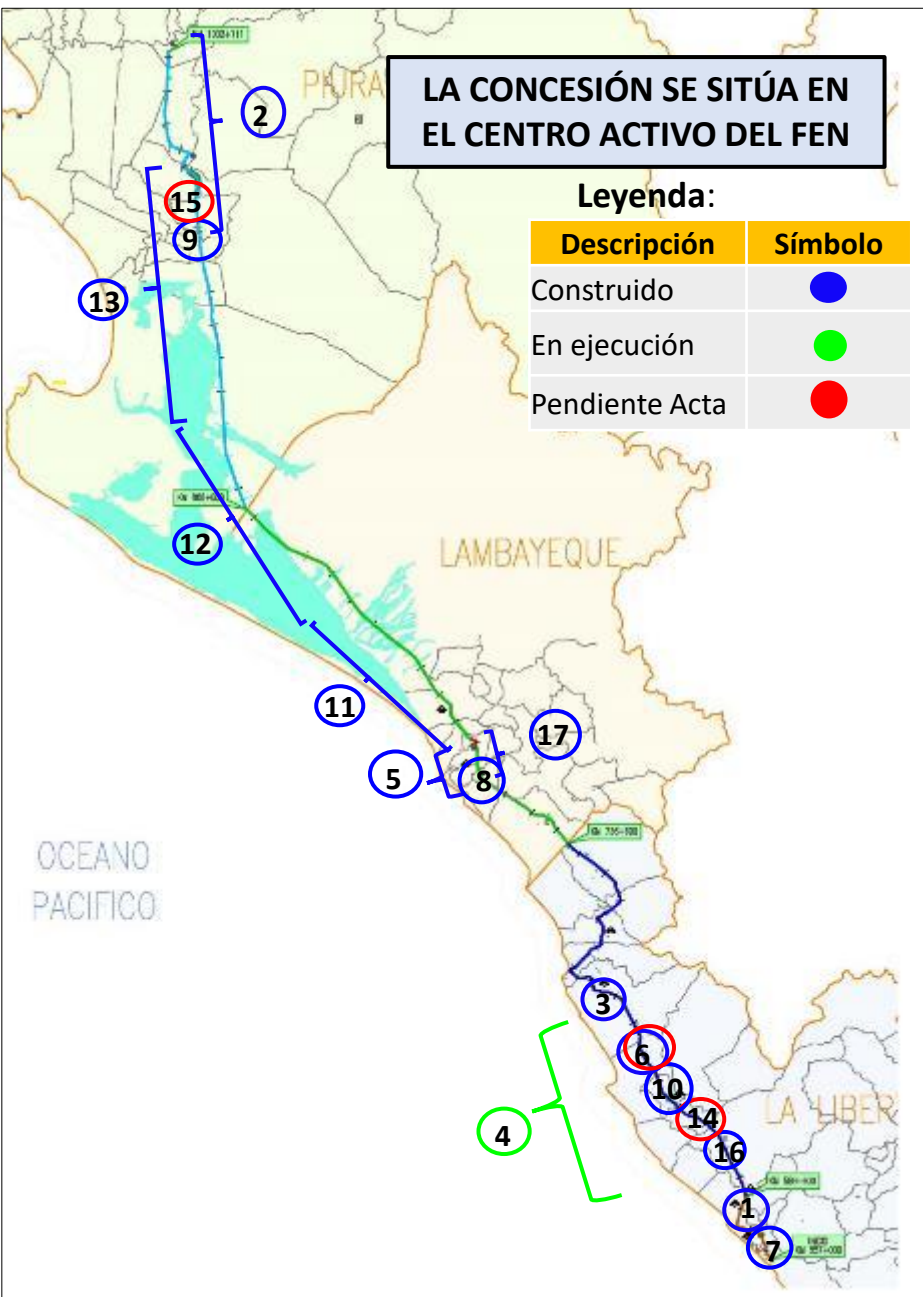 PIURA
LA CONCESIÓN SE SITÚA EN
EL CENTRO ACTIVO DEL FEN
2
Leyenda:
Descripción Símbolo
Construido
En ejecución
Pendiente Acta
15
9
13
12
LAMBAYEQUE
11
17
5
8
OCEANO
PACIFICO
3
6
10
4
14
LA LIBER
16
1
7